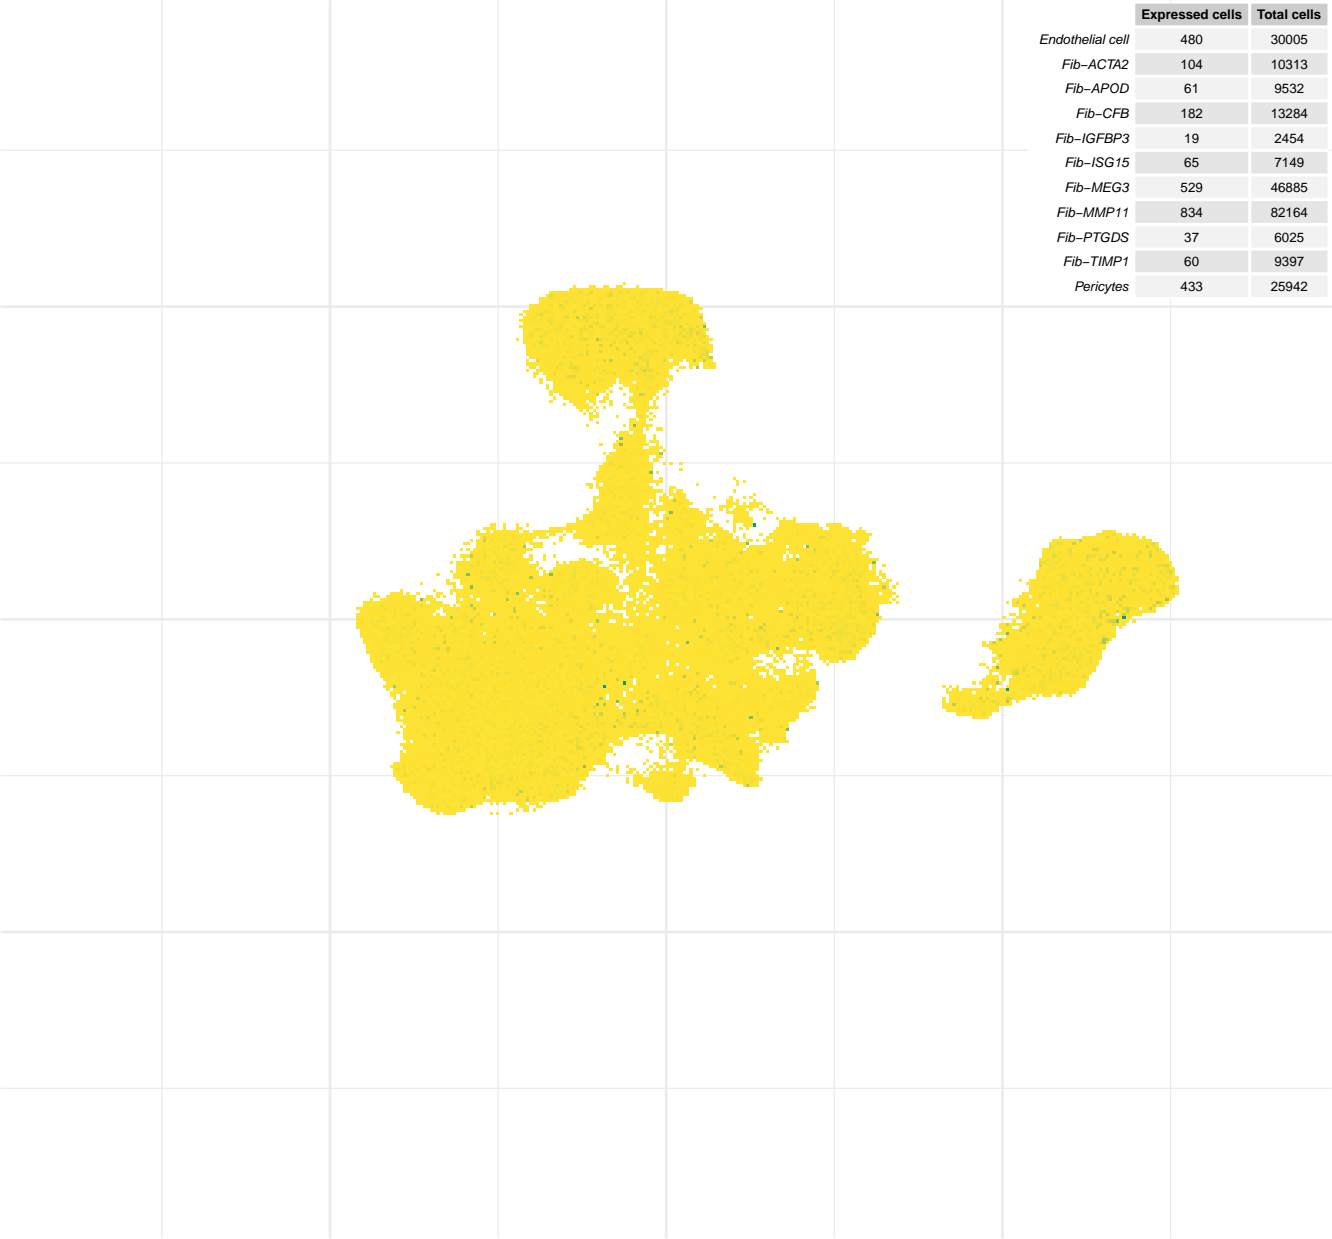 Expressed cells Total cells
Endothelial cell 480 30005
Fib−ACTA2 104 10313
Fib−APOD 61 9532
Fib−CFB 182 13284
Fib−IGFBP3 19 2454
Fib−ISG15 65 7149
Fib−MEG3 529 46885
Fib−MMP11 834 82164
Fib−PTGDS 37 6025
Fib−TIMP1 60 9397
Pericytes 433 25942